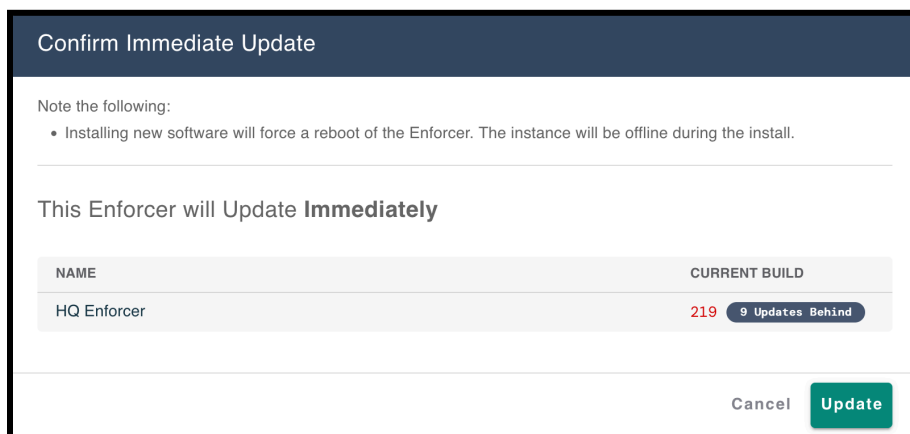 Confirm Immediate Update
Note the following:
• Installing new software will force a reboot of the Enforcer. The instance will be offline during the install.
This Enforcer will Update Immediately
NAME CURRENT BUILD
HQ Enforcer 219 9 Updates Behind
Cancel Update